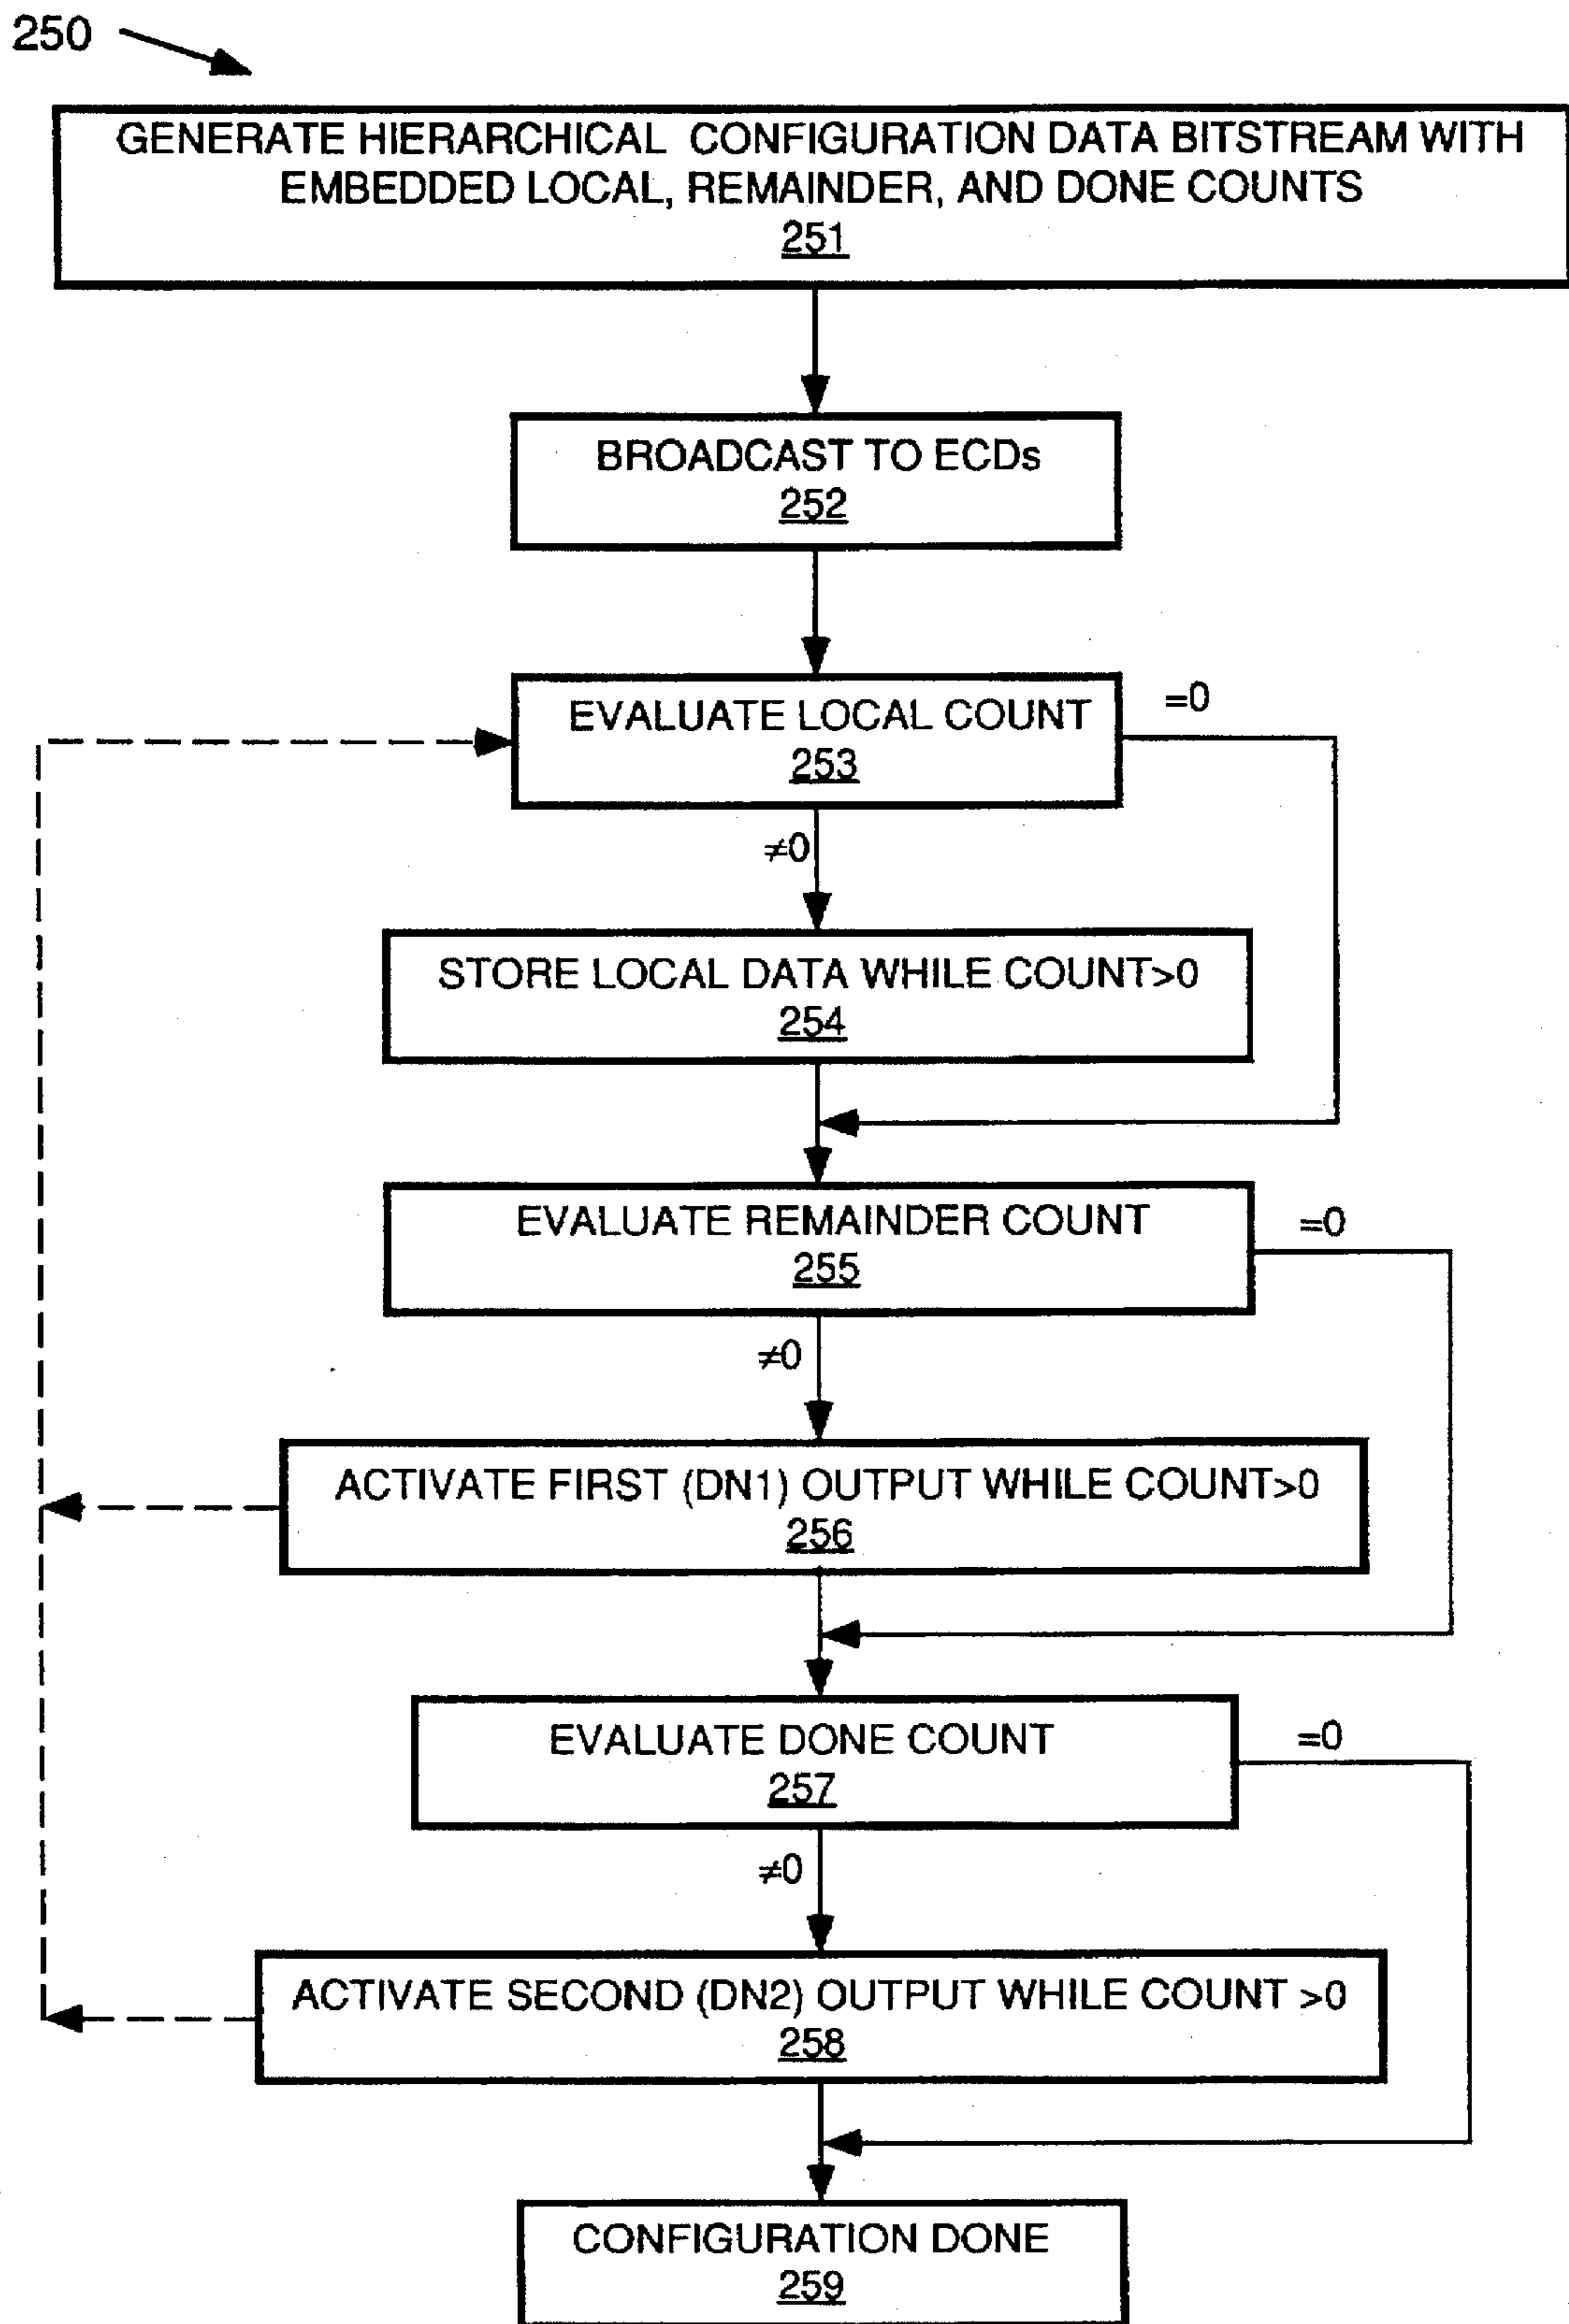 250
GENERATE HIERARCHICAL CONFIGURATION DATA BITSTREAM WITH
EMBEDDED LOCAL, REMAINDER, AND DONE COUNTS
251
BROADCAST TO ECDs
252
EVALUATE LOCAL COUNT
253
=0
≠0
STORE LOCAL DATA WHILE COUNT>0
254
EVALUATE REMAINDER COUNT
255
=0
≠0
ACTIVATE FIRST (DN1) OUTPUT WHILE COUNT>0
256
EVALUATE DONE COUNT
257
=0
≠0
ACTIVATE SECOND (DN2) OUTPUT WHILE COUNT >0
258
CONFIGURATION DONE
259